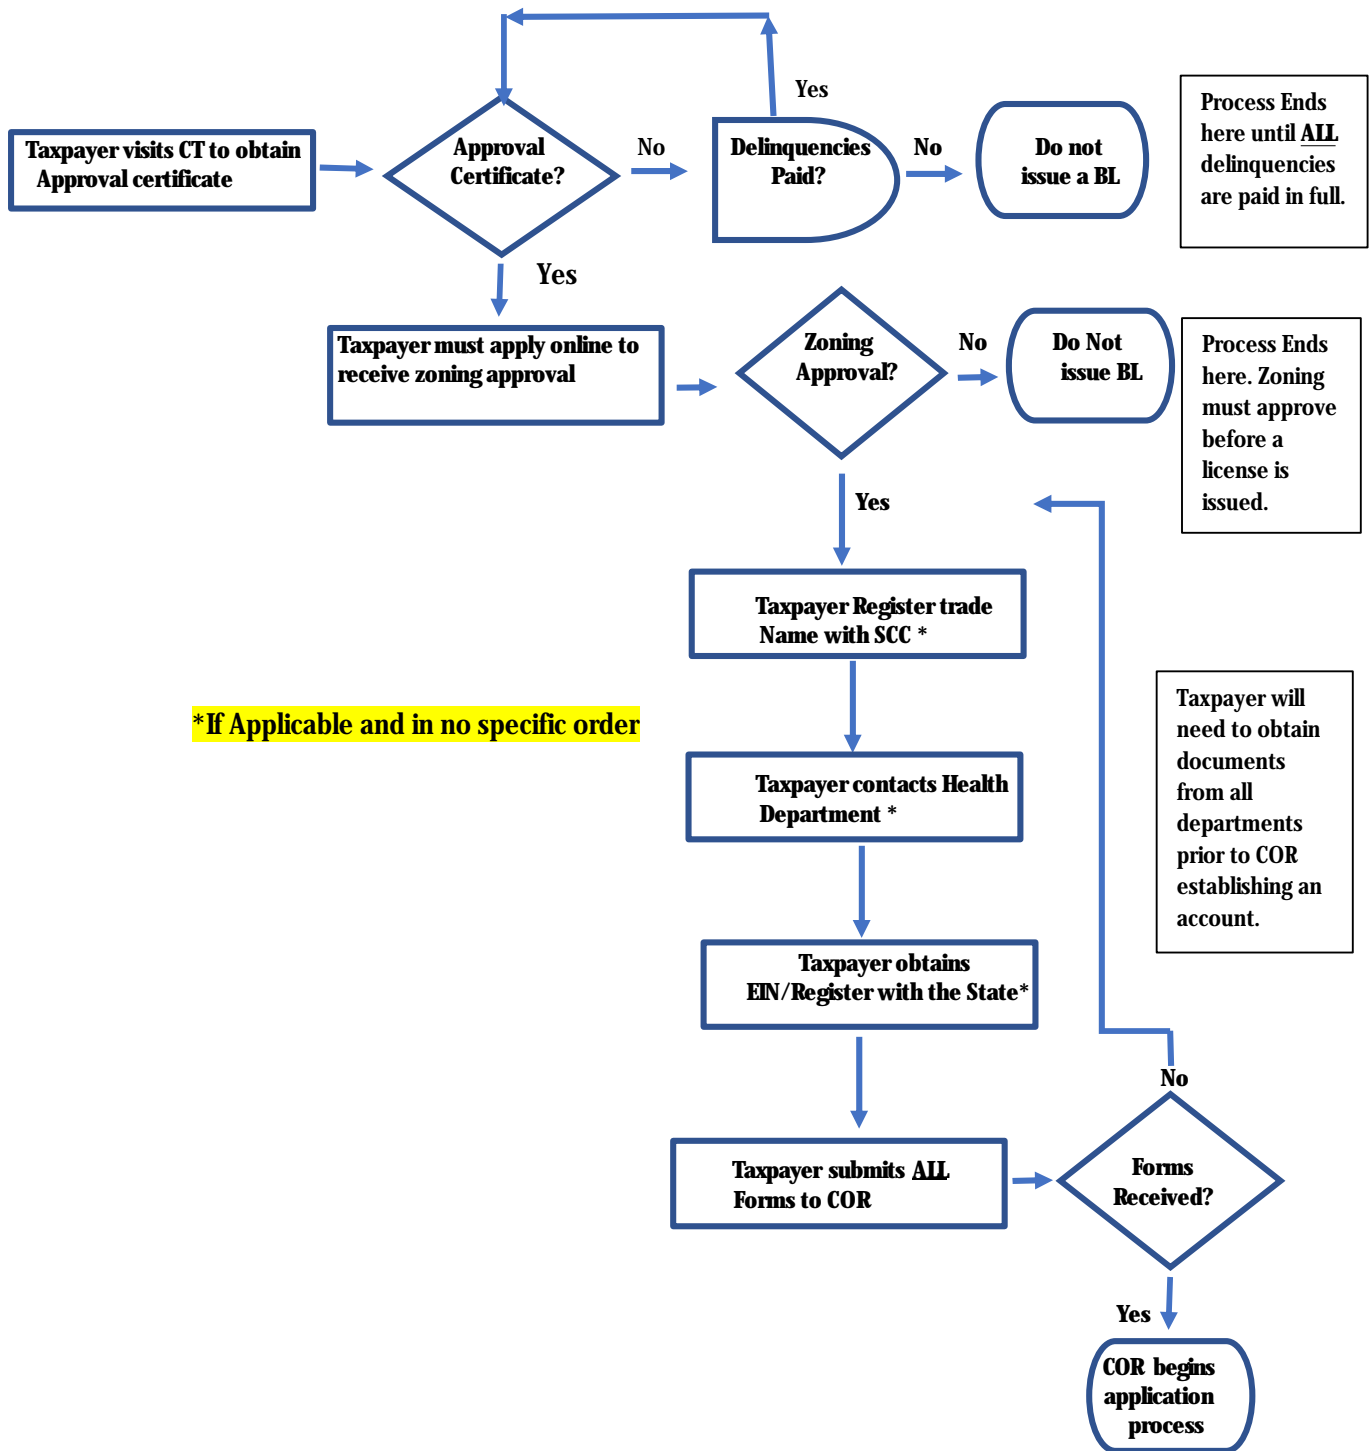 Yes
Taxpayer visits CT to obtain
Approval certificate
Approval
Certificate?
No
Delinquencies
Paid?
No
Do not
issue a BL
Process Ends
here until ALL
delinquencies
are paid in full.
Yes
Taxpayer must apply online to
receive zoning approval
Zoning
Approval?
No
Do Not
issue BL
Process Ends
here. Zoning
must approve
before a
license is
issued.
Yes
Taxpayer Register trade
Name with SCC *
*If Applicable and in no specific order
Taxpayer contacts Health
Department *
Taxpayer will
need to obtain
documents
from all
departments
prior to COR
establishing an
account.
Taxpayer obtains
EIN/Register with the State*
No
Taxpayer submits ALL
Forms to COR
Forms
Received?
Yes
COR begins
application
process